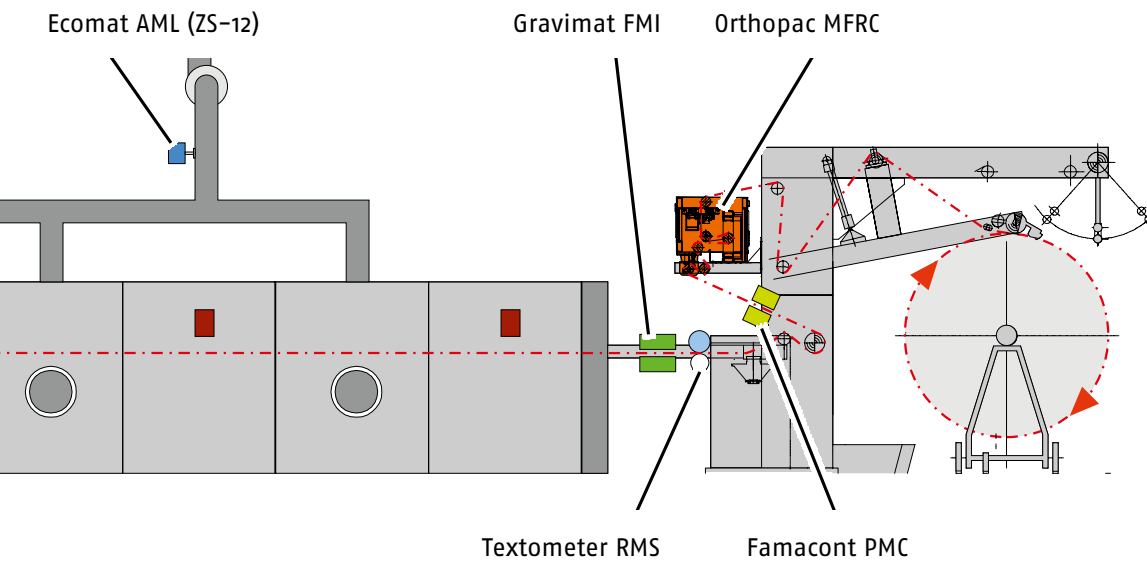 Ecomat AML (ZS-12)
Gravimat FMI
Orthopac MFRC
Textometer RMS
Famacont PMC